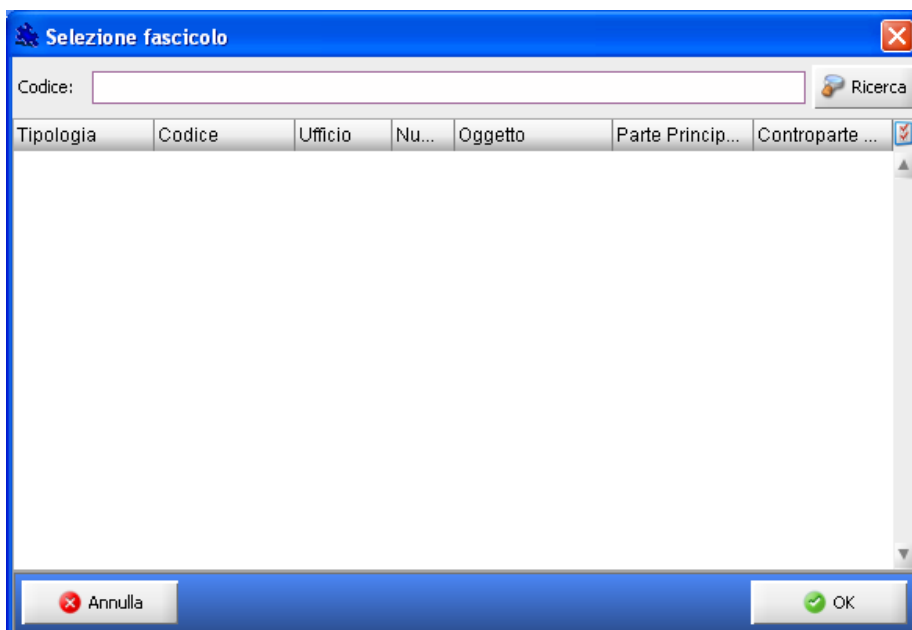 Selezione fascicolo
Codice: Ricerca
Tipologia Codice Ufficio Nu... Oggetto Parte Princip... Controparte ...
Annulla OK